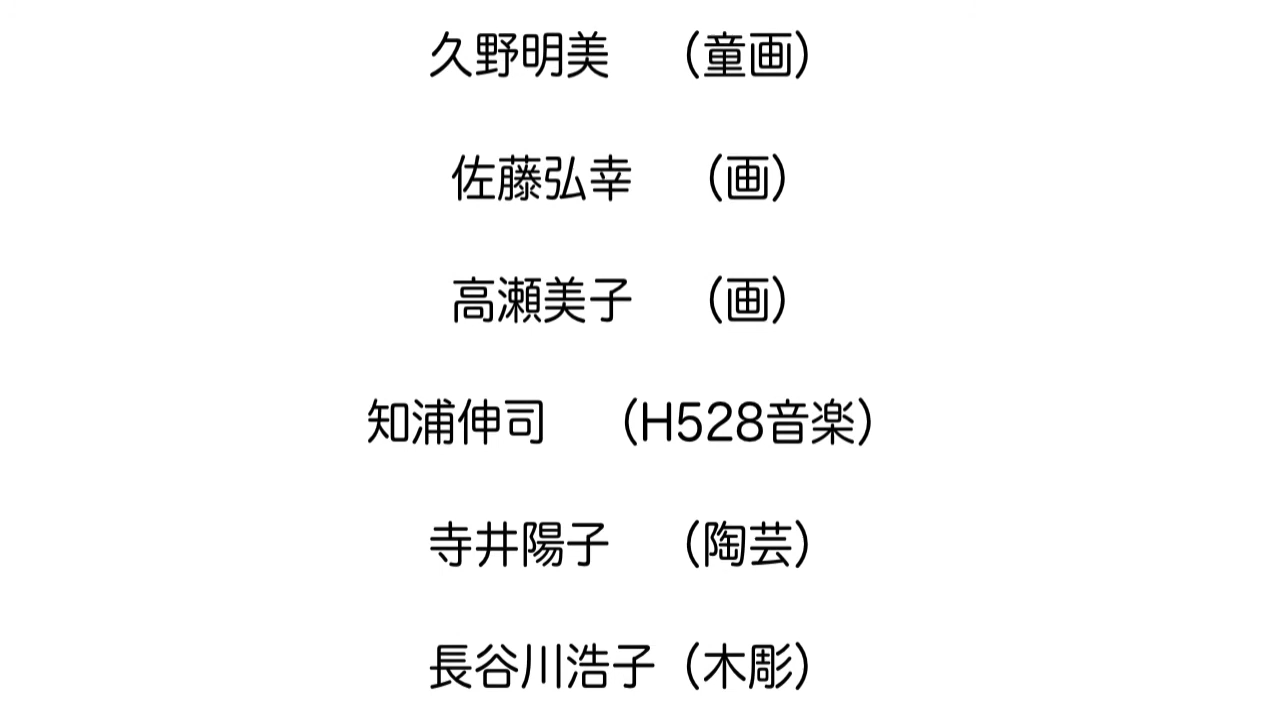 久野明美　（童画）
佐藤弘幸　（画）
高瀬美子　（画）
知浦伸司　（H528音楽）
寺井陽子　（陶芸）
長谷川浩子（木彫）